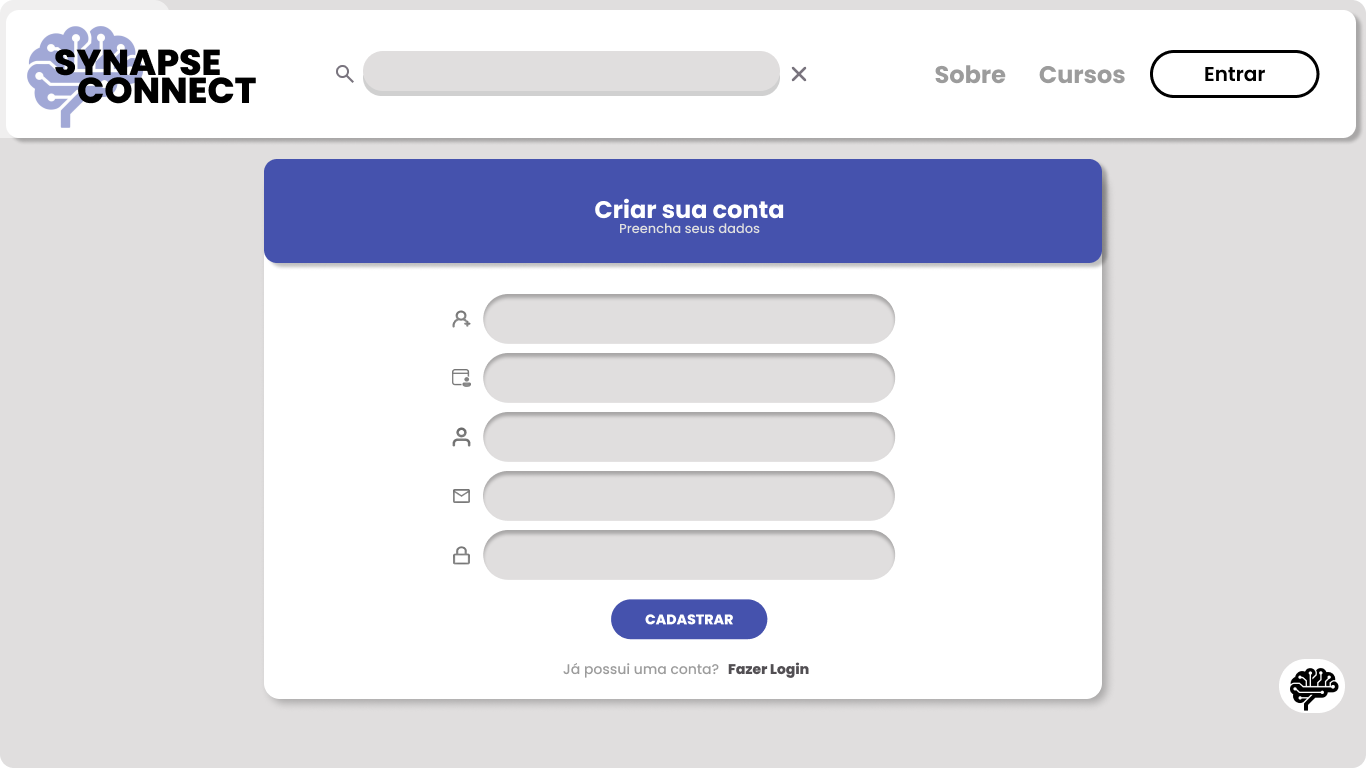 SYNAPSE
CONNECT
Sobre
Cursos
Entrar
Criar sua conta
Preencha seus dados
CADASTRAR
Já possui uma conta? Fazer Login